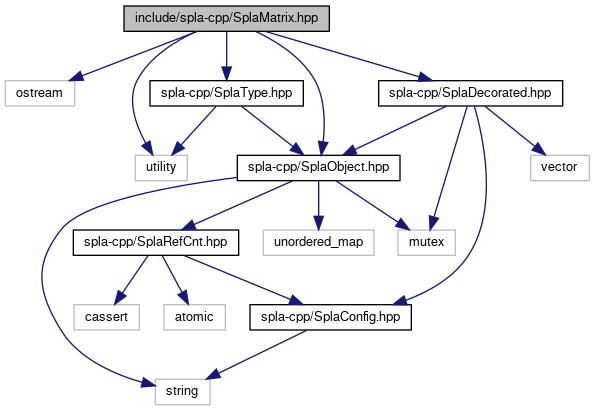 include/spla-cpp/SplaMatrix.hpp
ostream
spla-cpp/SplaType.hpp
spla-cpp/SplaDecorated.hpp
utility
spla-cpp/SplaObject.hpp
vector
spla-cpp/SplaRefCnt.hpp
unordered_map
mutex
cassert
atomic
spla-cpp/SplaConfig.hpp
string